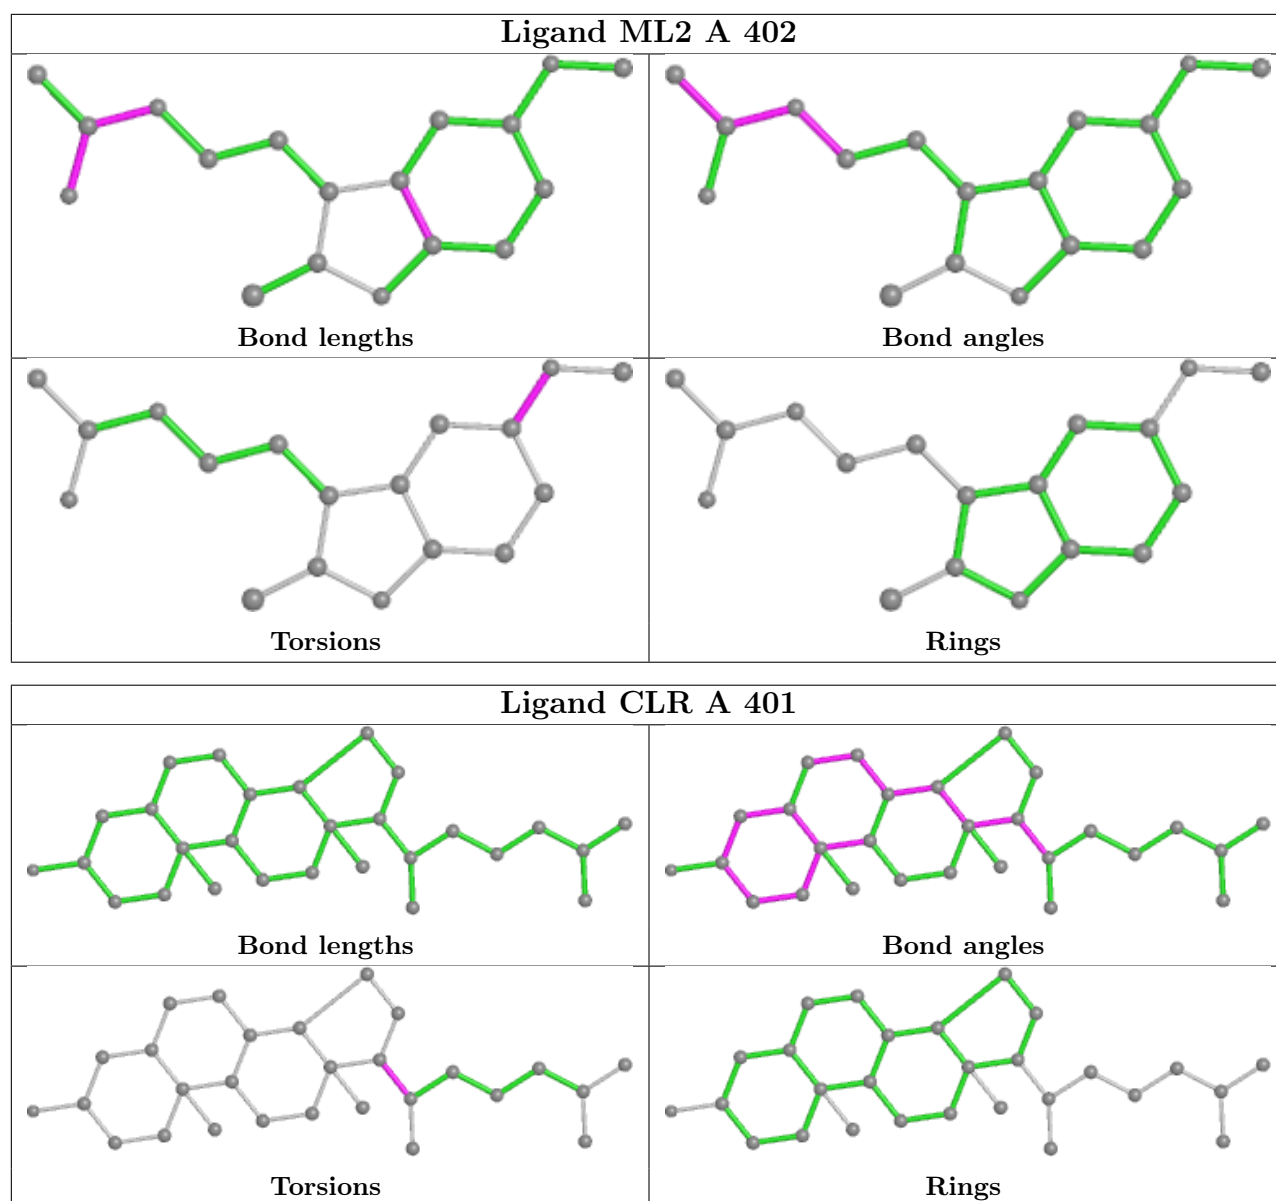 Ligand ML2 A 402
Bond lengths
Bond angles
Torsions
Rings
Ligand CLR A 401
Bond lengths
Bond angles
Torsions
Rings